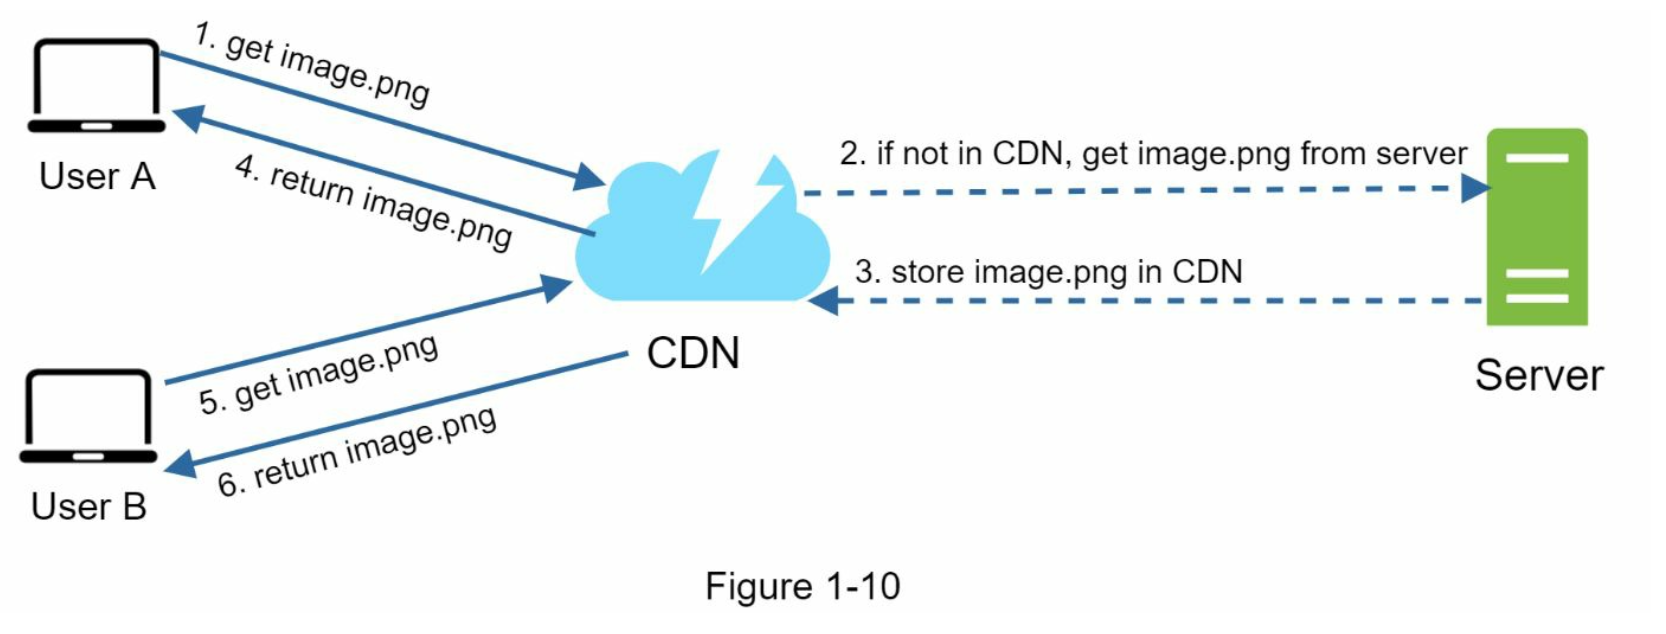 1. get image.png
4. return image.png
User A
2. if not in CDN, get image.png from server
3. store image.png in CDN
CDN
Server
5. get image.png
6. return image.png
User B
Figure 1-10